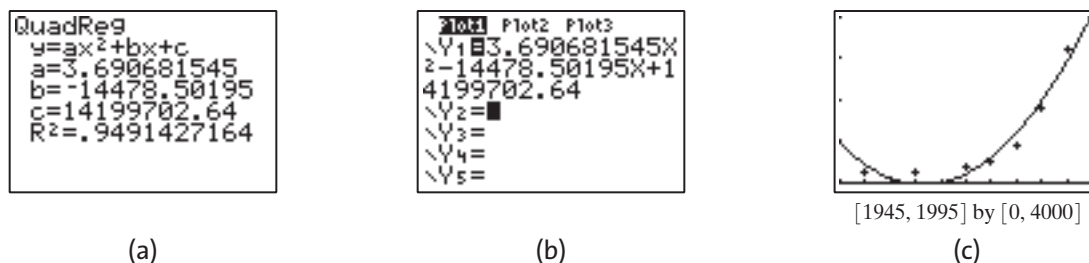 QuadReg
y=ax²+bx+c
a=3.690681545
b=-14478.50195
c=14199702.64
R²=.9491427164
Plot1 Plot2 Plot3
\Y₁=3.690681545X
²-14478.50195X+1
4199702.64
\Y₂=
\Y₃=
\Y₄=
\Y₅=
[1945, 1995] by [0, 4000]
(a)
(b)
(c)